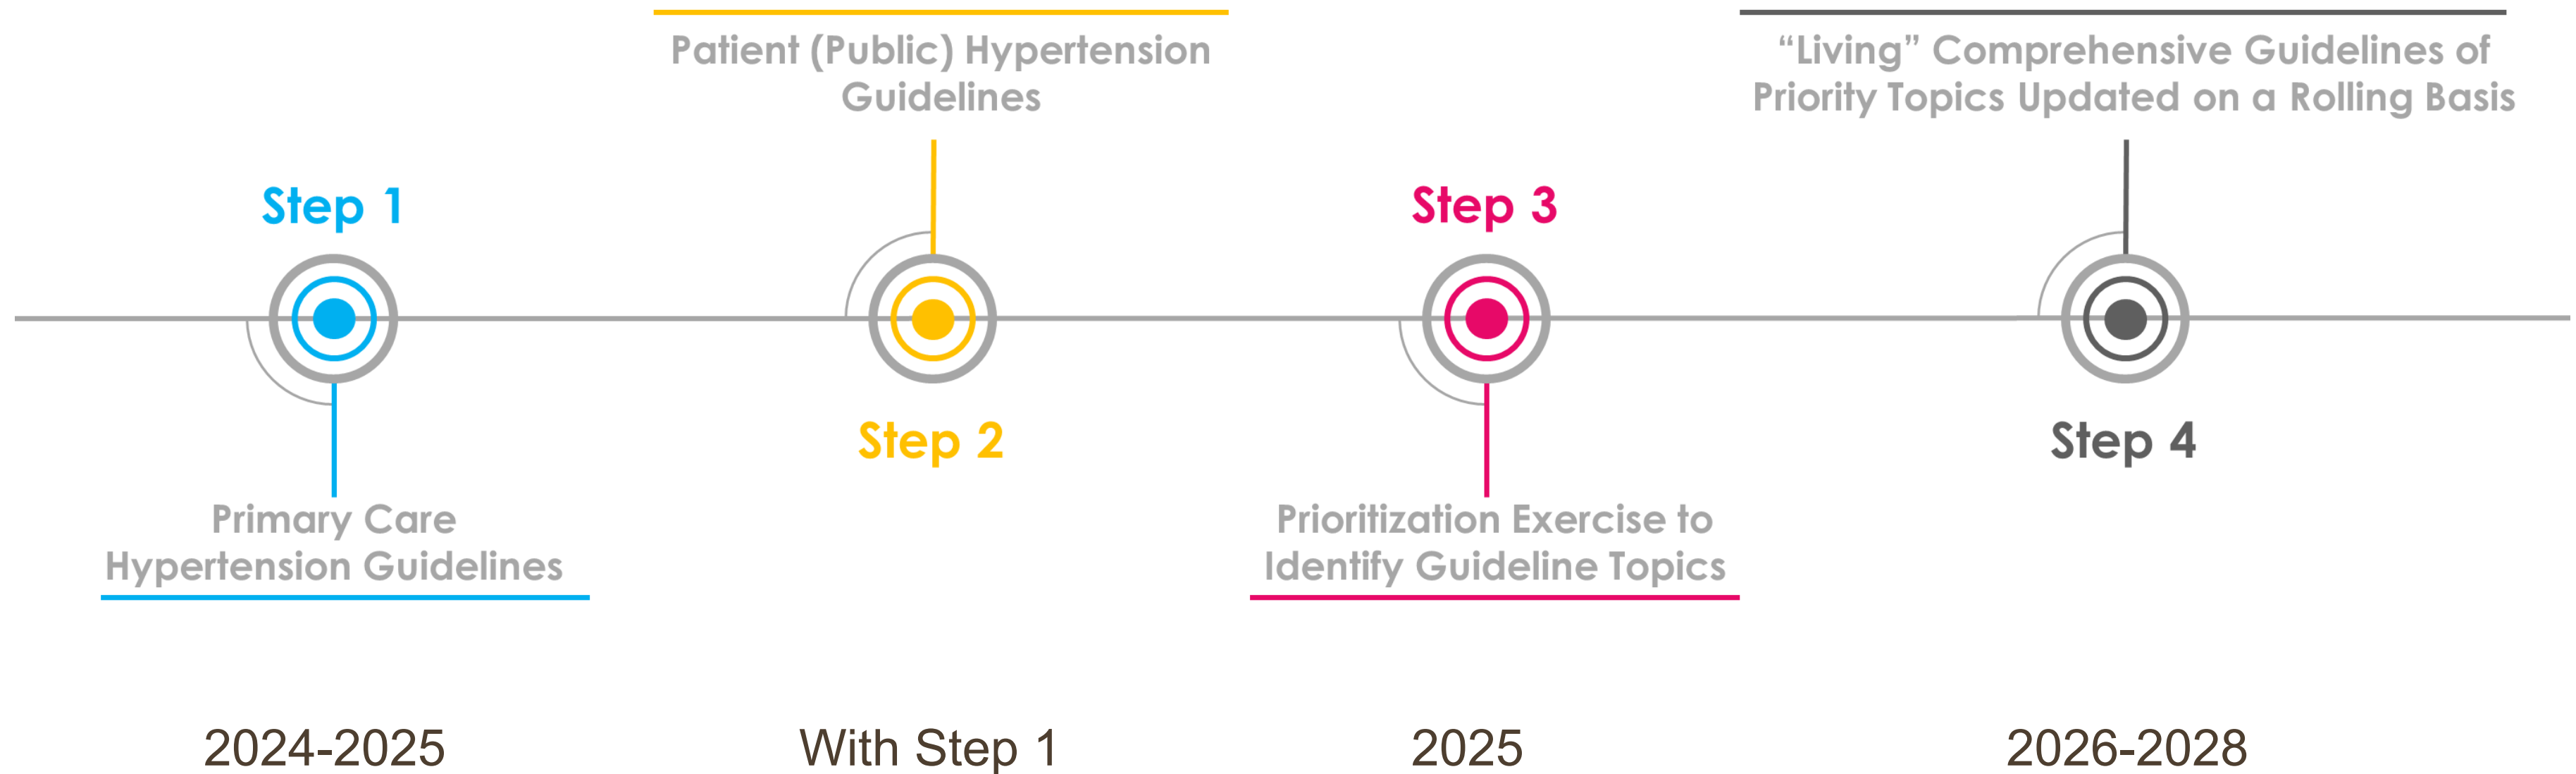 Patient (Public) Hypertension
Guidelines
“Living” Comprehensive Guidelines of
Priority Topics Updated on a Rolling Basis
Step 1
Step 3
Step 2
Step 4
Primary Care
Hypertension Guidelines
Prioritization Exercise to
Identify Guideline Topics
2024-2025
With Step 1
2025
2026-2028